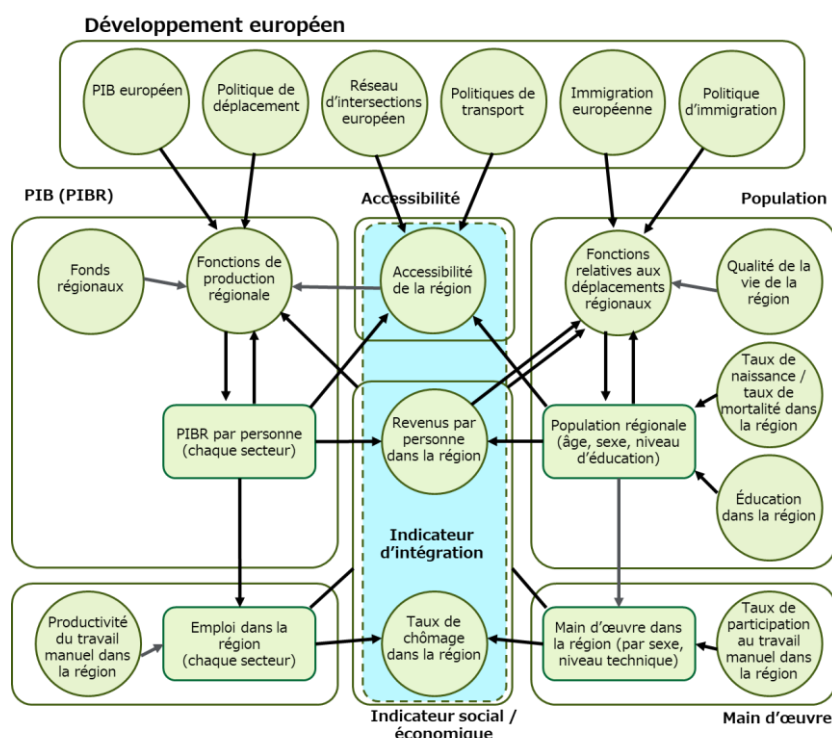 Développement européen
PIB européen
Politique de
déplacement
Réseau
d'intersections
européen
Politiques de
transport
Immigration
européenne
Politique
d'immigration
PIB (PIBR)
Accessibilité
Population
Fonds
régionaux
Fonctions de
production
régionale
Accessibilité
de la région
Fonctions
relatives aux
déplacements
régionaux
Qualité de la
vie de la
région
Taux de
naissance /
taux de
mortalité dans
la région
PIBR par personne
(chaque secteur)
Revenus par
personne
dans la région
Population régionale
(âge, sexe, niveau
d'éducation)
Éducation
dans la région
Indicateur
d'intégration
Productivité
du travail
manuel dans
la région
Emploi dans la
région
(chaque secteur)
Taux de
chômage
dans la région
Main d'œuvre dans
la région (par sexe,
niveau technique)
Taux de
participation
au travail
manuel dans la
région
Indicateur social /
économique
Main d'œuvre